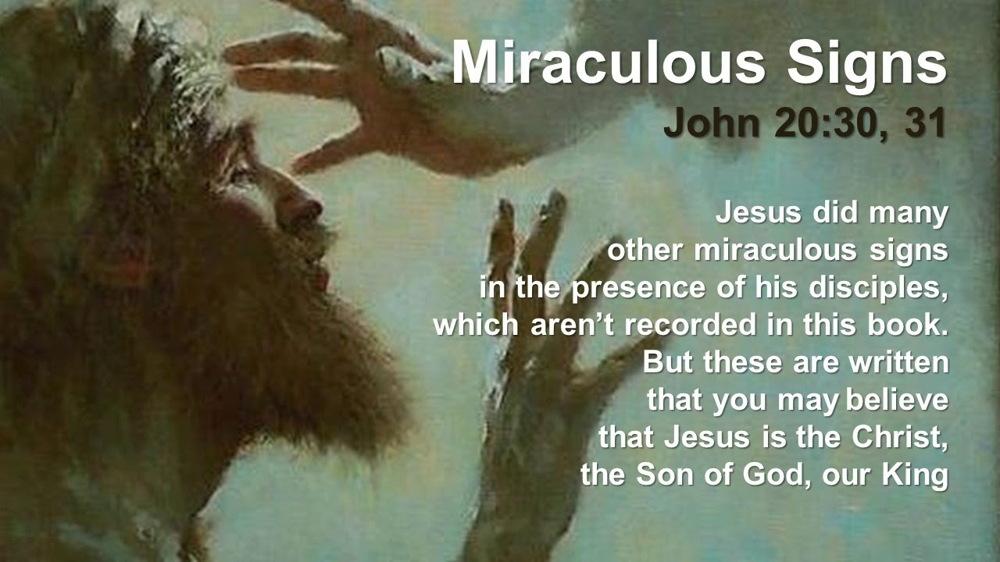 Miraculous Signs
John 20:30, 31
Jesus did many
other miraculous signs
in the presence of his disciples,
which aren’t recorded in this book.
But these are written
that you may believe
that Jesus is the Christ,
the Son of God, our King